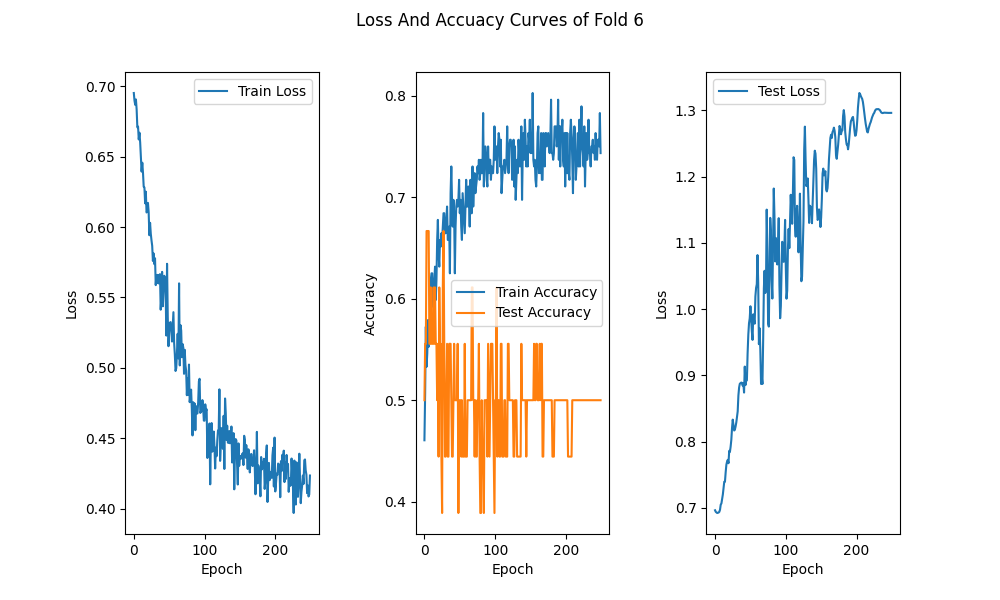 Loss And Accuacy Curves of Fold 6
Train Loss
0.70
0.65
0.60
0.55
0.50
0.45
0.40
Loss
0
100
200
Epoch
Train Accuracy
Test Accuracy
0.8
0.7
0.6
0.5
0.4
Accuracy
0
100
200
Epoch
Test Loss
1.3
1.2
1.1
1.0
0.9
0.8
0.7
Loss
0
100
200
Epoch